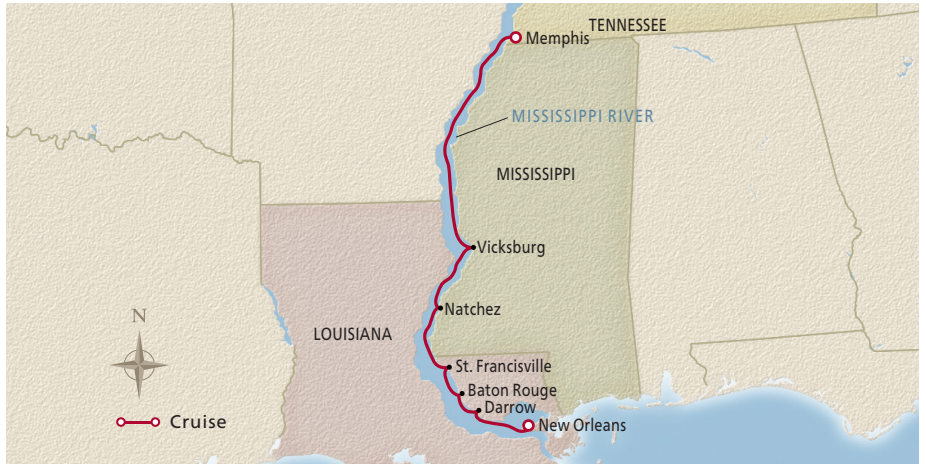 TENNESSEE
Memphis
MISSISSIPPI RIVER
MISSISSIPPI
Vicksburg
Natchez
N
LOUISIANA
St. Francisville
Baton Rouge
Darrow
Cruise
New Orleans